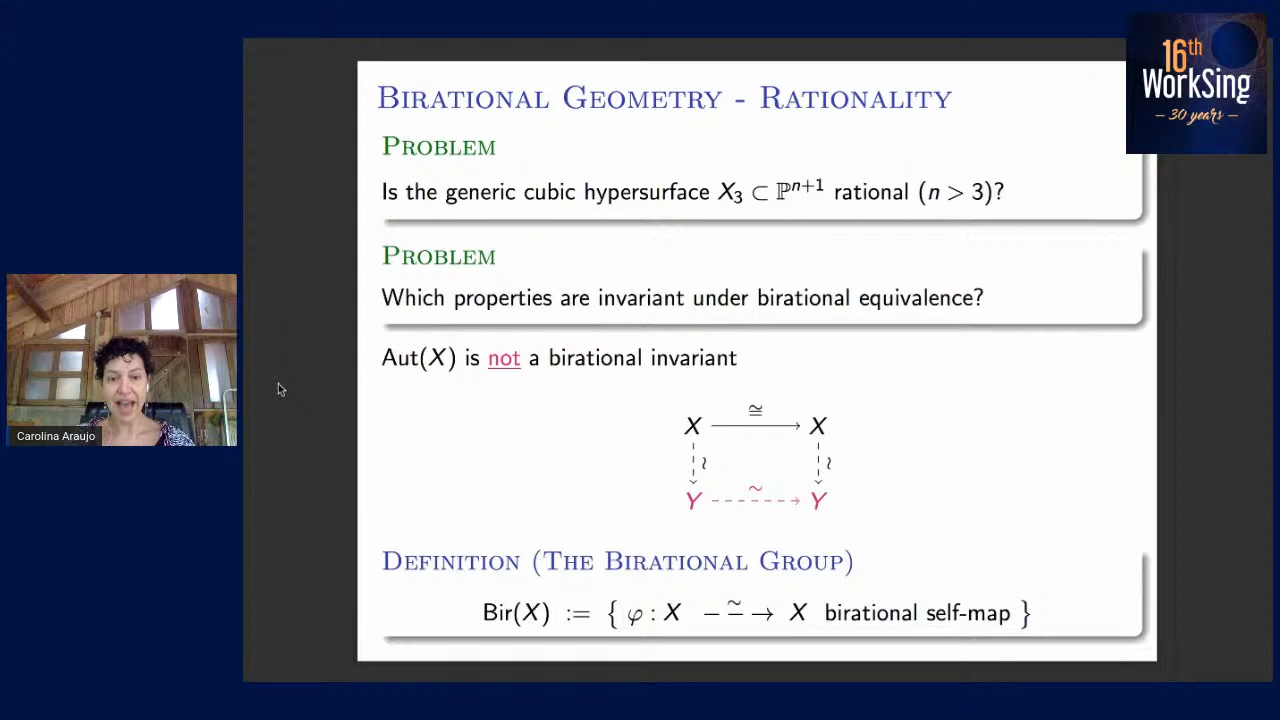 16th
WorkSing
– 30 years –
Birational Geometry - Rationality
Problem
Is the generic cubic hypersurface X₃ ⊂ ℙⁿ⁺¹ rational (n > 3)?
Problem
Which properties are invariant under birational equivalence?
Aut(X) is not a birational invariant
≅
X → X
≀ ≀
∼
Y ⇢ Y
Definition (The Birational Group)
Bir(X) := { φ : X −∼→ X birational self-map }
Carolina Araujo